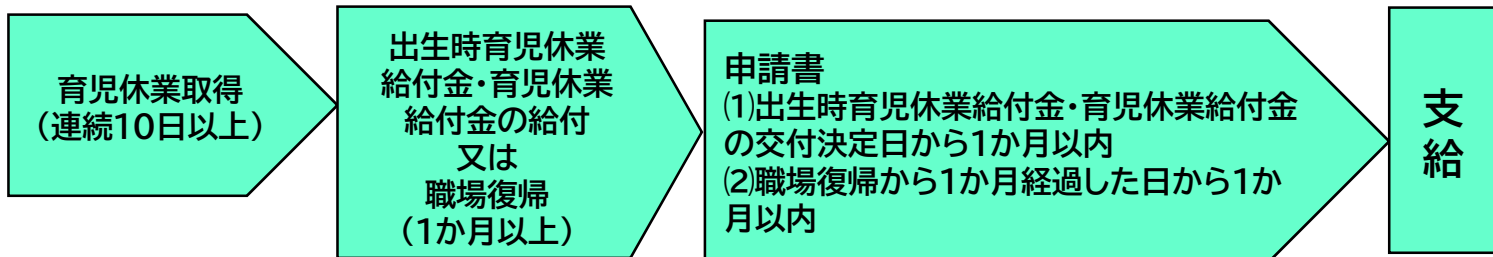 育児休業取得
（連続10日以上）
出生時育児休業
給付金・育児休業
給付金の給付
又は
職場復帰
（1か月以上）
申請書
⑴出生時育児休業給付金・育児休業給付金
の交付決定日から1か月以内
⑵職場復帰から1か月経過した日から1か
月以内
支
給